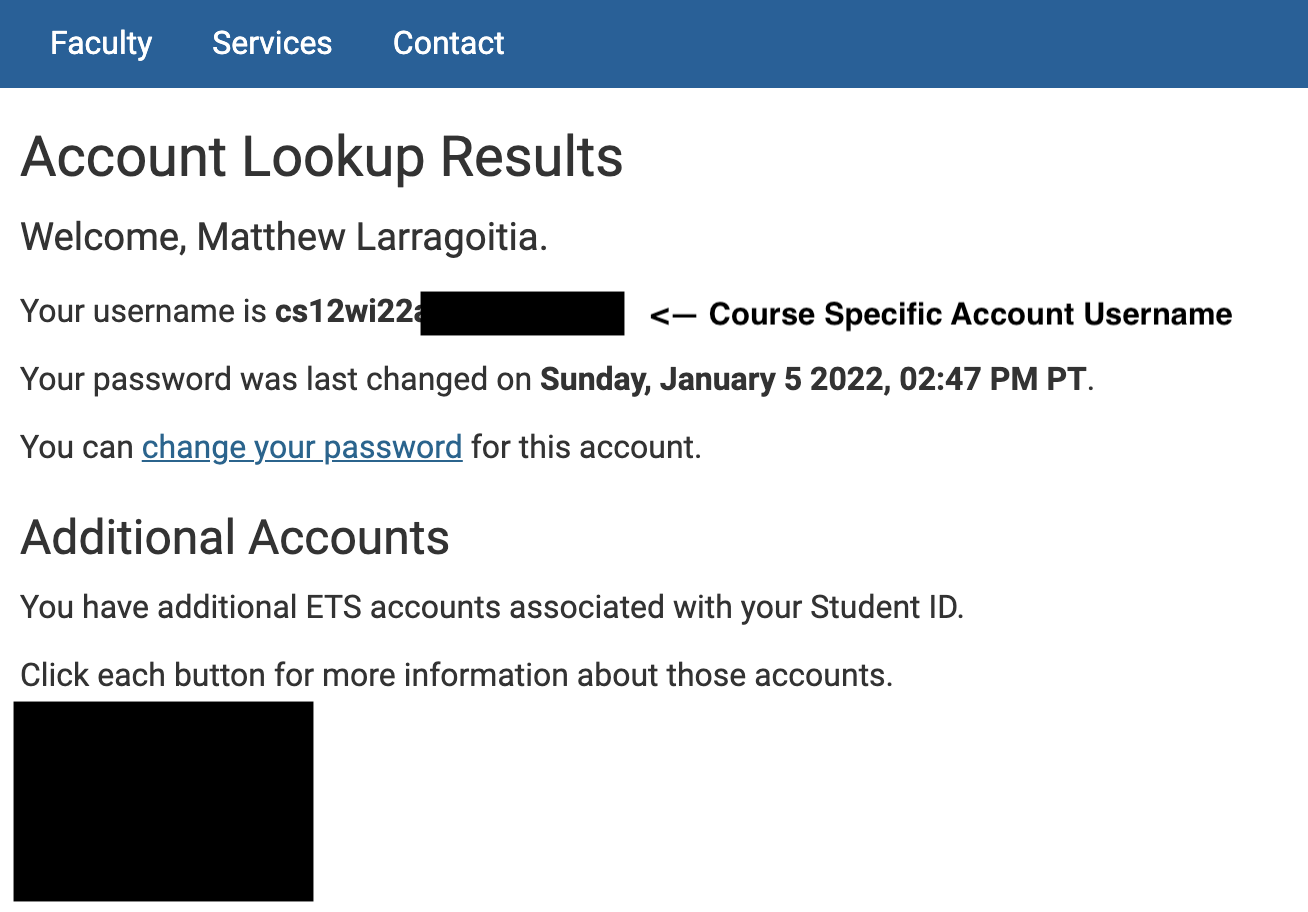 Faculty Services Contact
Account Lookup Results
Welcome, Matthew Larragoitia.
Your username is cs12wi22a <— Course Specific Account Username
Your password was last changed on Sunday, January 5 2022, 02:47 PM PT.
You can change your password for this account.
Additional Accounts
You have additional ETS accounts associated with your Student ID.
Click each button for more information about those accounts.